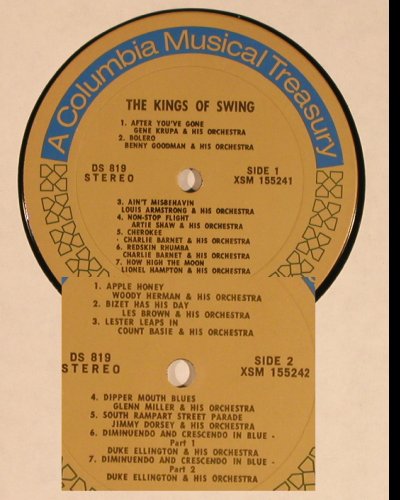 A Columbia Musical Treasury
THE KINGS OF SWING
1. AFTER YOU'VE GONE
GENE KRUPA & HIS ORCHESTRA
2. BOLERO
BENNY GOODMAN & HIS ORCHESTRA
DS 819 SIDE 1
STEREO XSM 155241
3. AIN'T MISBEHAVIN
LOUIS ARMSTRONG & HIS ORCHESTRA
4. NON-STOP FLIGHT
ARTIE SHAW & HIS ORCHESTRA
5. CHEROKEE
CHARLIE BARNET & HIS ORCHESTRA
6. REDSKIN RHUMBA
CHARLIE BARNET & HIS ORCHESTRA
7. HOW HIGH THE MOON
LIONEL HAMPTON & HIS ORCHESTRA
1. APPLE HONEY
WOODY HERMAN & HIS ORCHESTRA
2. BIZET HAS HIS DAY
LES BROWN & HIS ORCHESTRA
3. LESTER LEAPS IN
COUNT BASIE & HIS ORCHESTRA
DS 819 SIDE 2
STEREO XSM 155242
4. DIPPER MOUTH BLUES
GLENN MILLER & HIS ORCHESTRA
5. SOUTH RAMPART STREET PARADE
JIMMY DORSEY & HIS ORCHESTRA
6. DIMINUENDO AND CRESCENDO IN BLUE -
Part 1
DUKE ELLINGTON & HIS ORCHESTRA
7. DIMINUENDO AND CRESCENDO IN BLUE -
Part 2
DUKE ELLINGTON & HIS ORCHESTRA